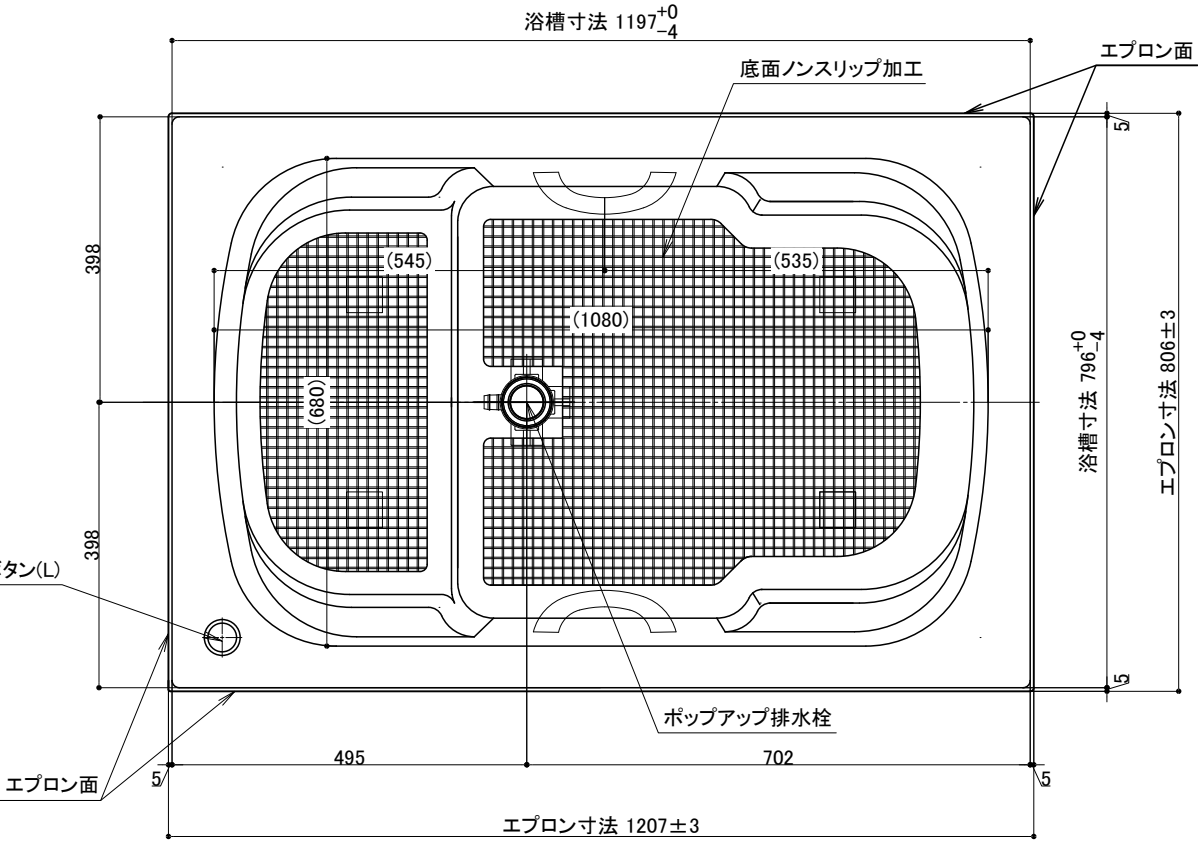 浴槽寸法 1197 +0 -4
エプロン面
底面ノンスリップ加工
5
398
(545)
(535)
(1080)
(680)
浴槽寸法 796 +0 -4
エプロン寸法 806±3
398
タン(L)
5
ポップアップ排水栓
495
702
エプロン面
5
5
エプロン寸法 1207±3